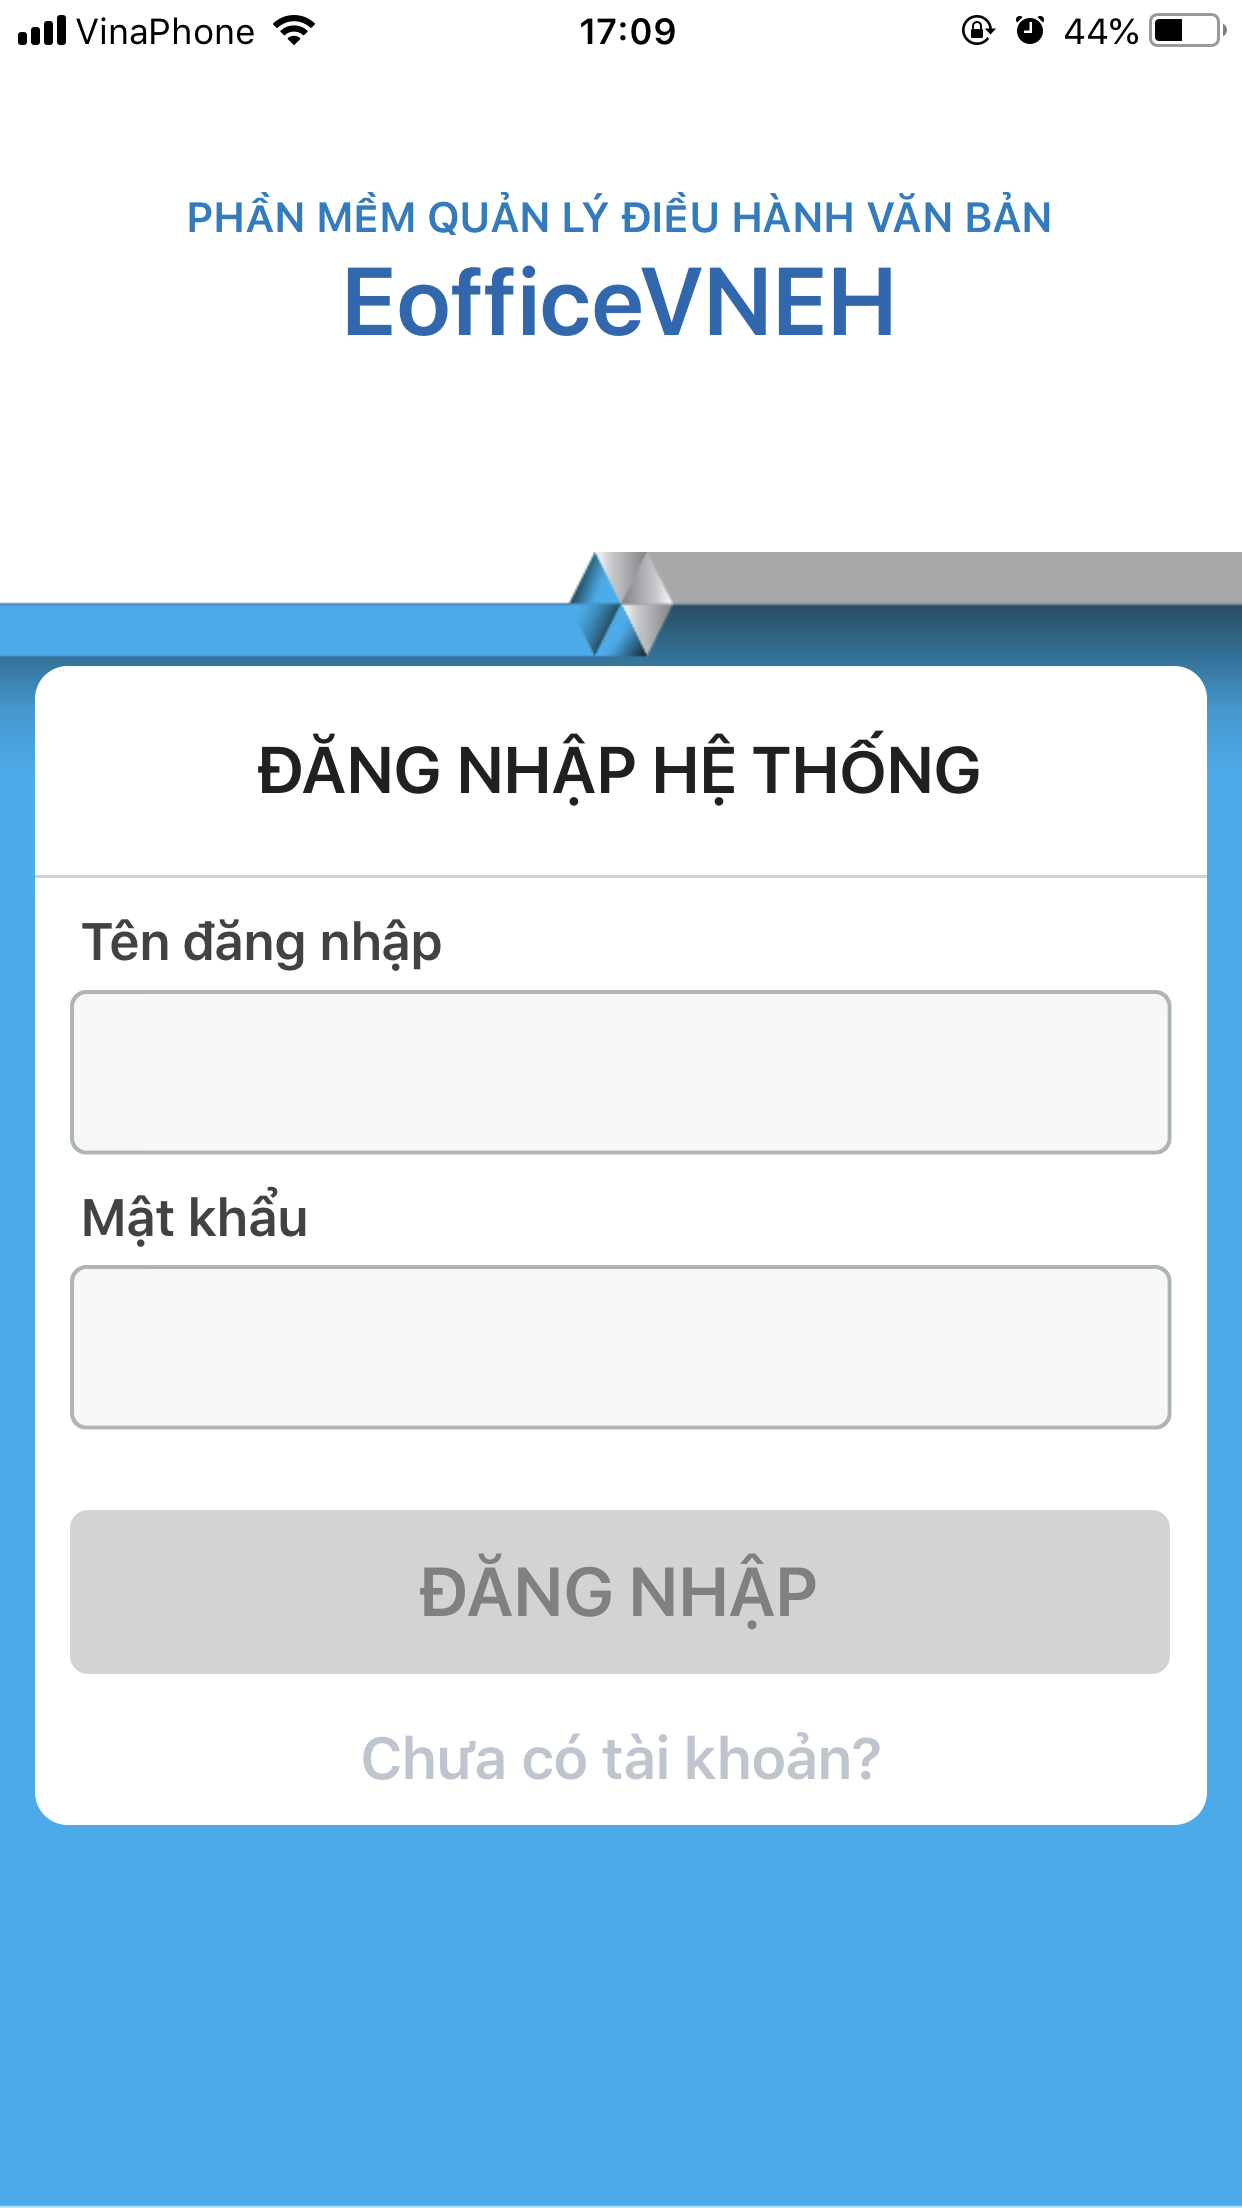 VinaPhone 17:09 44%
PHẦN MỀM QUẢN LÝ ĐIỀU HÀNH VĂN BẢN
EofficeVNEH
ĐĂNG NHẬP HỆ THỐNG
Tên đăng nhập
Mật khẩu
ĐĂNG NHẬP
Chưa có tài khoản?